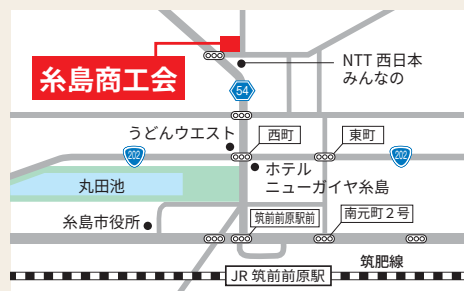 糸島商工会
NTT 西日本
みんなの
54
うどんウエスト
西町
東町
202
202
ホテル
ニューガイヤ糸島
丸田池
糸島市役所
筑前前原駅前
南元町2号
筑肥線
JR 筑前前原駅